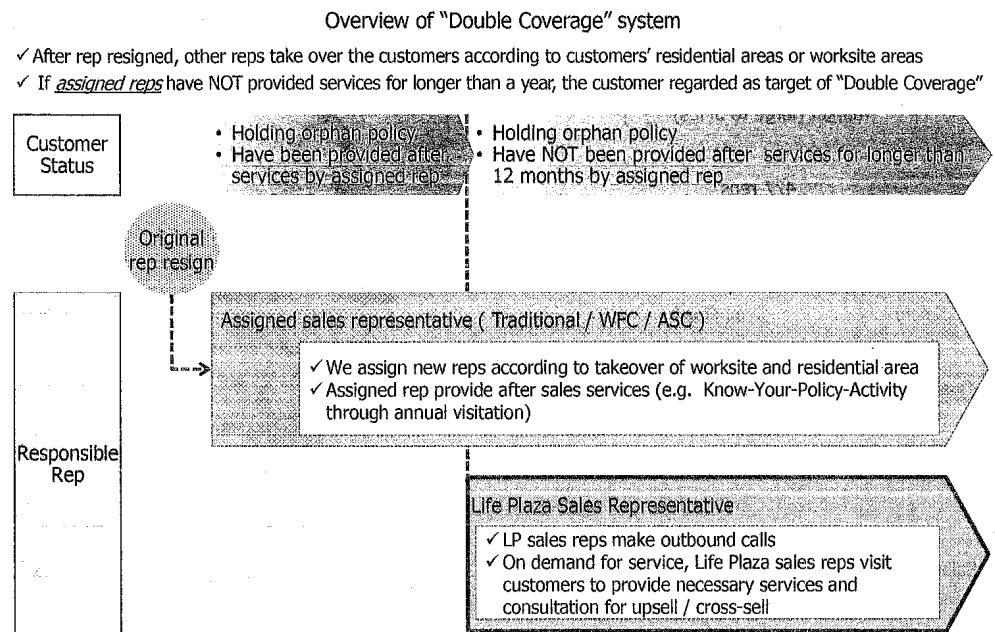 Overview of "Double Coverage" system
✓ After rep resigned, other reps take over the customers according to customers' residential areas or worksite areas
✓ If assigned reps have NOT provided services for longer than a year, the customer regarded as target of "Double Coverage"
Customer
Status
• Holding orphan policy
• Have been provided after
services by assigned rep
• Holding orphan policy
• Have NOT been provided after services for longer than
12 months by assigned rep
Original
rep resign
Assigned sales representative ( Traditional / WFC / ASC )
✓ We assign new reps according to takeover of worksite and residential area
✓ Assigned rep provide after sales services (e.g. Know-Your-Policy-Activity
through annual visitation)
Responsible
Rep
Life Plaza Sales Representative
✓ LP sales reps make outbound calls
✓ On demand for service, Life Plaza sales reps visit
customers to provide necessary services and
consultation for upsell / cross-sell